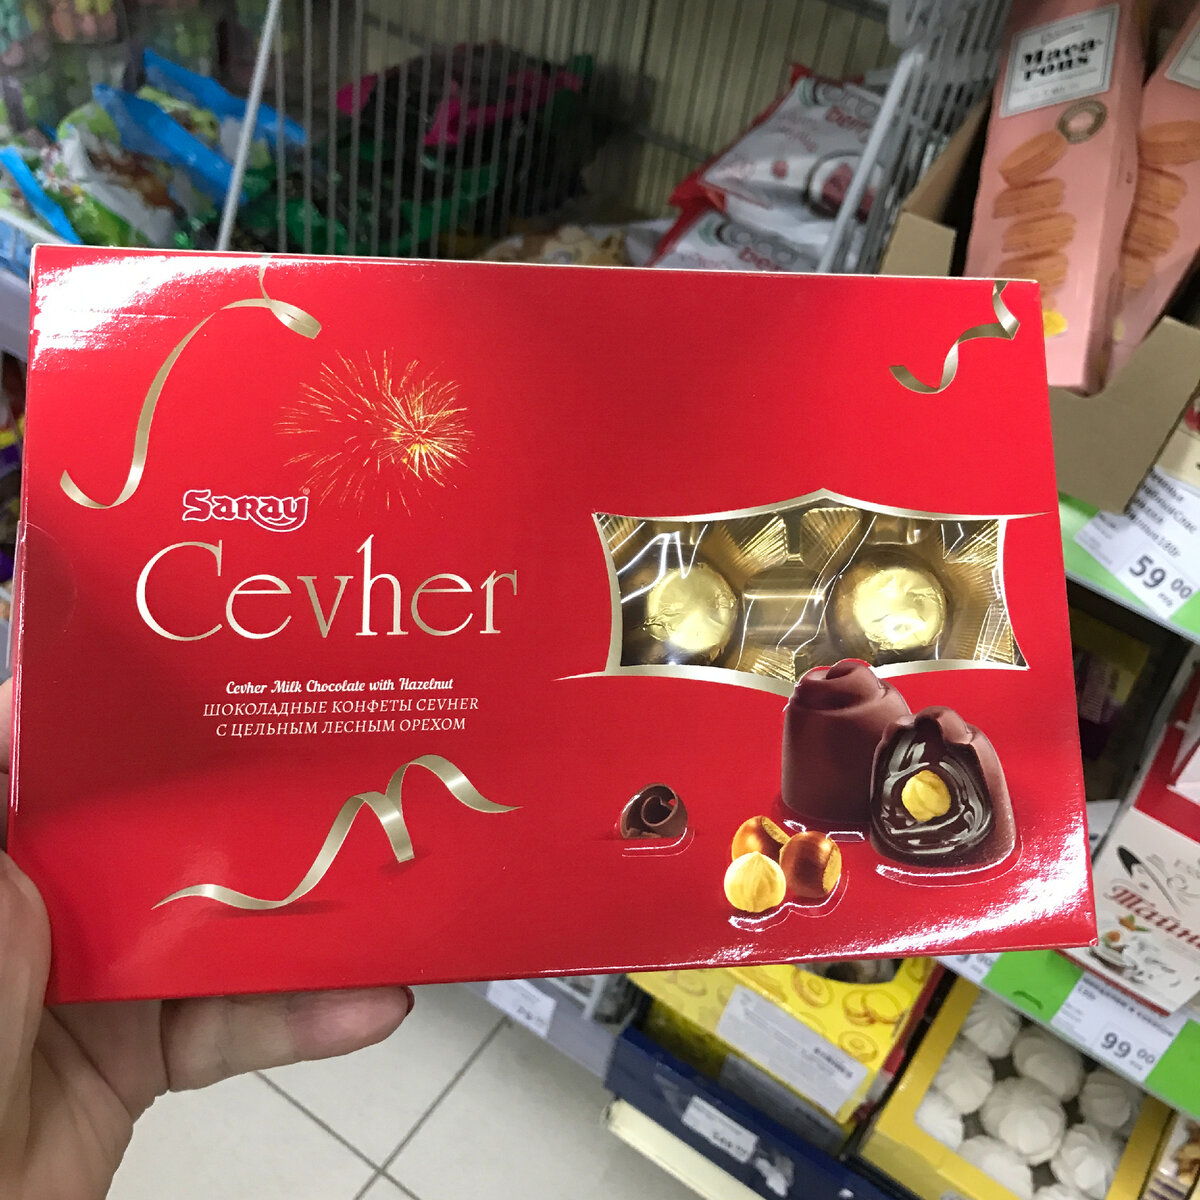 Maca-
rons
Saray®
Cevher
Cevher Milk Chocolate with Hazelnut
ШОКОЛАДНЫЕ КОНФЕТЫ CEVHER
С ЦЕЛЬНЫМ ЛЕСНЫМ ОРЕХОМ
59 00
99 00